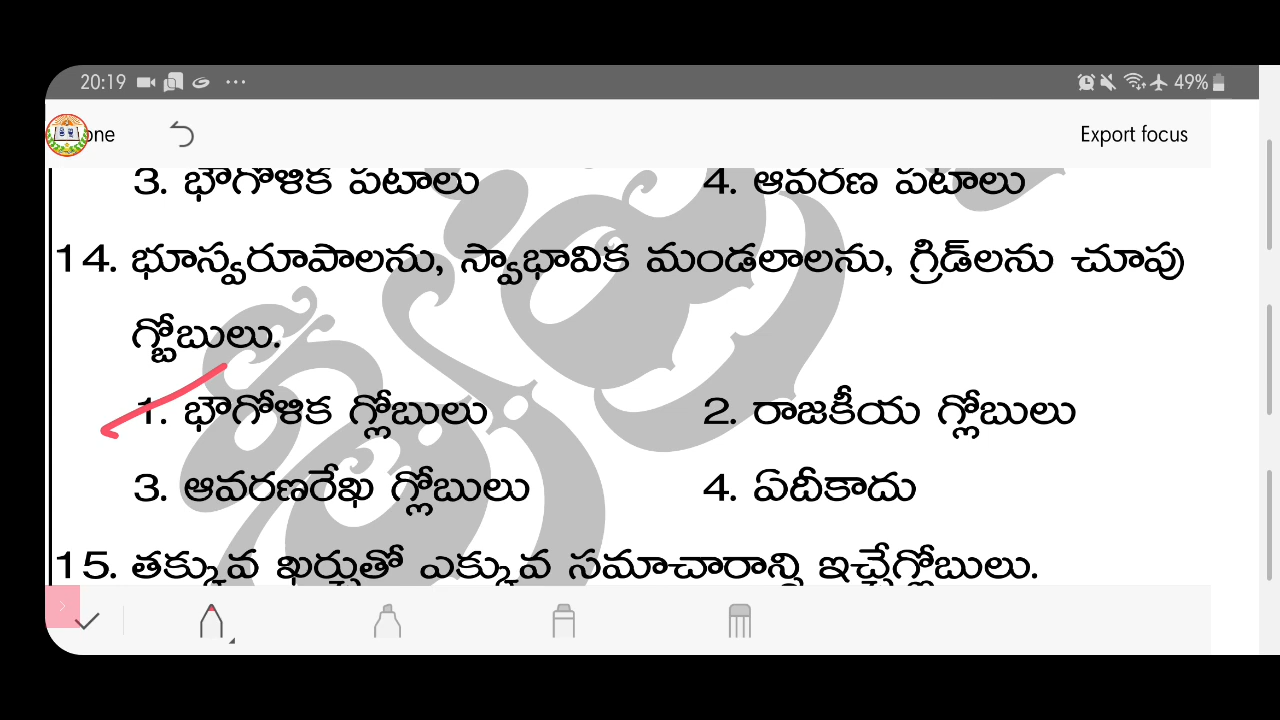 20:19 49%
one Export focus
3. భౌగోళిక పటాలు 4. ఆవరణ పటాలు
14. భూస్వరూపాలను, స్వాభావిక మండలాలను, గ్రిడ్‌లను చూపు
గ్బోబులు.
1. భౌగోళిక గ్లోబులు 2. రాజకీయ గ్లోబులు
3. ఆవరణరేఖ గ్లోబులు 4. ఏదీకాదు
15. తక్కువ ఖర్చుతో ఎక్కువ సమాచారాన్ని ఇచ్చేగ్లోబులు.